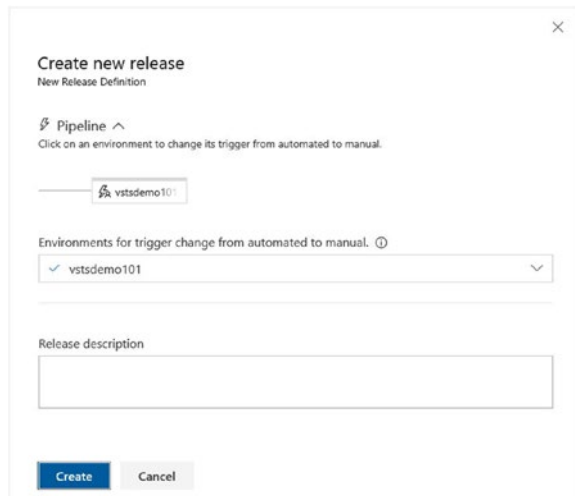 Create new release
New Release Definition
Pipeline
Click on an environment to change its trigger from automated to manual.
vstsdemo101
Environments for trigger change from automated to manual.
vstsdemo101
Release description
Create Cancel